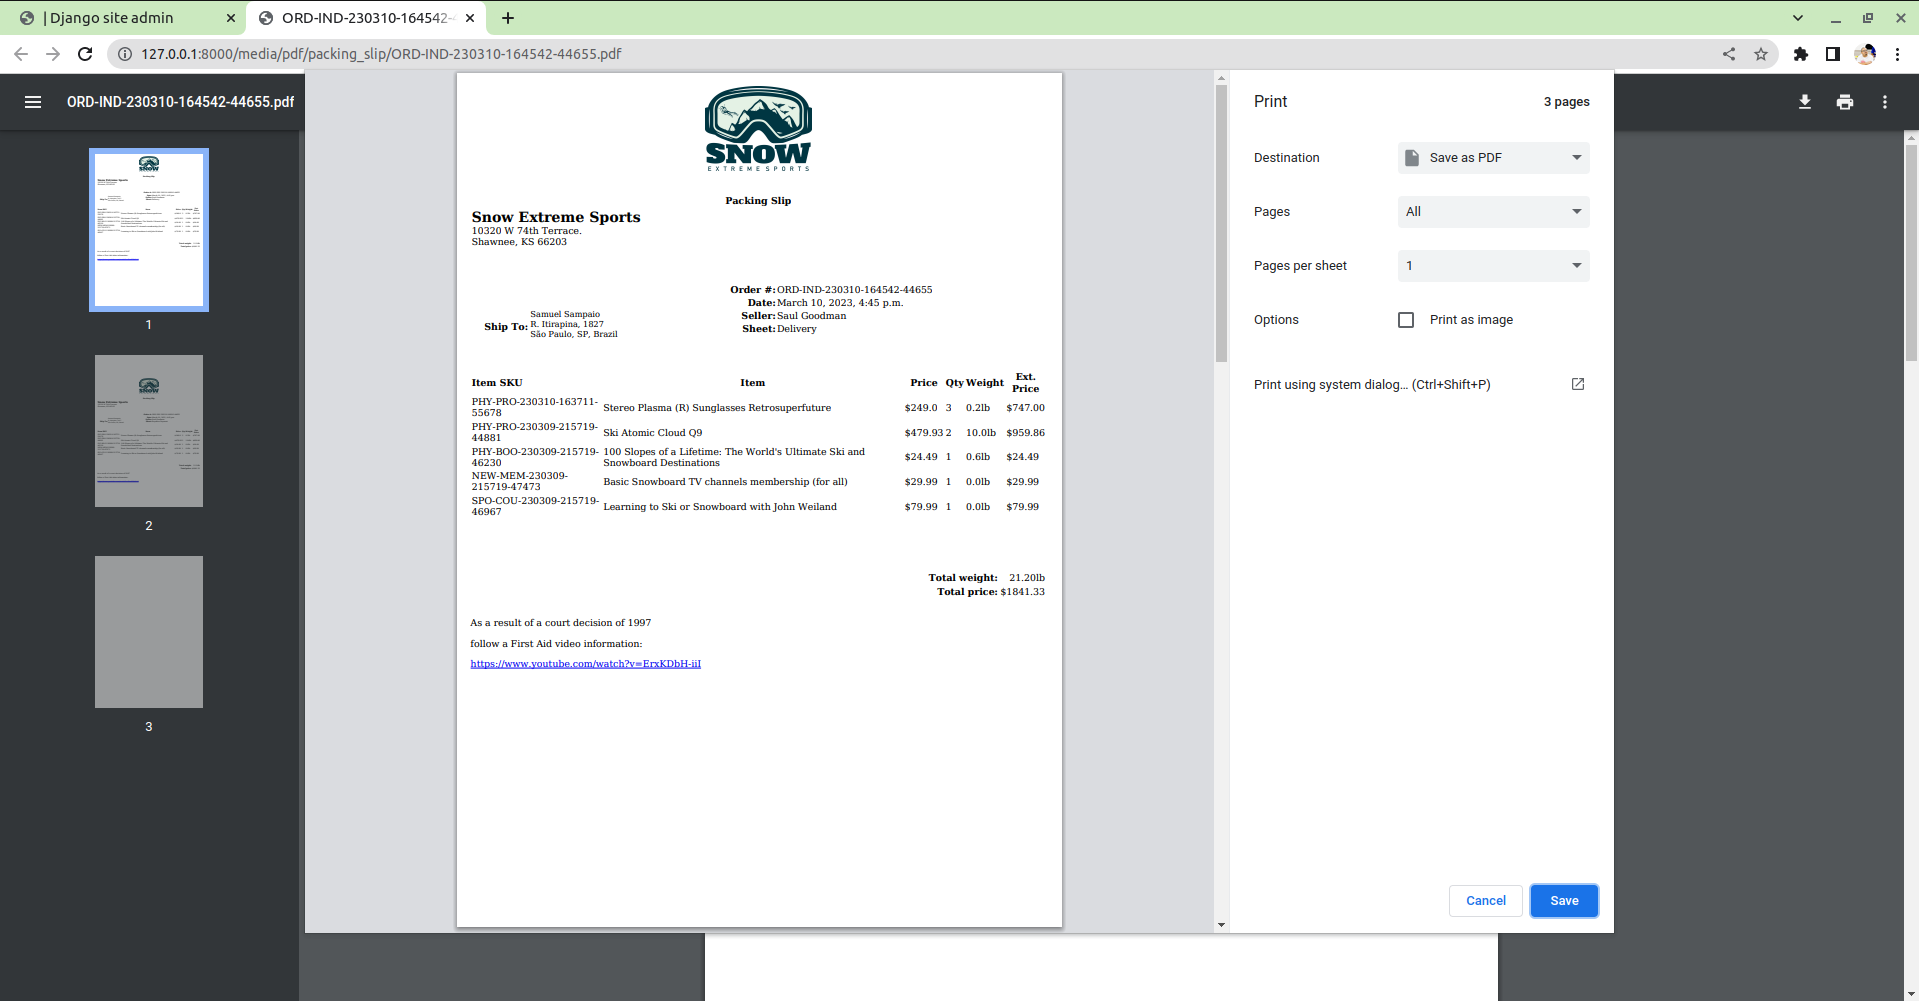 | Django site admin
ORD-IND-230310-164542-
127.0.0.1:8000/media/pdf/packing_slip/ORD-IND-230310-164542-44655.pdf
ORD-IND-230310-164542-44655.pdf
1
2
3
SNOW
EXTREME SPORTS
Packing Slip
Snow Extreme Sports
10320 W 74th Terrace.
Shawnee, KS 66203
Order #: ORD-IND-230310-164542-44655
Date: March 10, 2023, 4:45 p.m.
Seller: Saul Goodman
Sheet: Delivery
Ship To: Samuel Sampaio
R. Itirapina, 1827
São Paulo, SP, Brazil
Item SKU Item Price Qty Weight Ext. Price
PHY-PRO-230310-163711-
55678 Stereo Plasma (R) Sunglasses Retrosuperfuture $249.0 3 0.2lb $747.00
PHY-PRO-230309-215719-
44881 Ski Atomic Cloud Q9 $479.93 2 10.0lb $959.86
PHY-BOO-230309-215719- 100 Slopes of a Lifetime: The World's Ultimate Ski and
46230 Snowboard Destinations $24.49 1 0.6lb $24.49
NEW-MEM-230309-
215719-47473 Basic Snowboard TV channels membership (for all) $29.99 1 0.0lb $29.99
SPO-COU-230309-215719-
46967 Learning to Ski or Snowboard with John Weiland $79.99 1 0.0lb $79.99
Total weight: 21.20lb
Total price: $1841.33
As a result of a court decision of 1997
follow a First Aid video information:
https://www.youtube.com/watch?v=ErxKDbH-iiI
Print 3 pages
Destination Save as PDF
Pages All
Pages per sheet 1
Options Print as image
Print using system dialog... (Ctrl+Shift+P)
Cancel Save